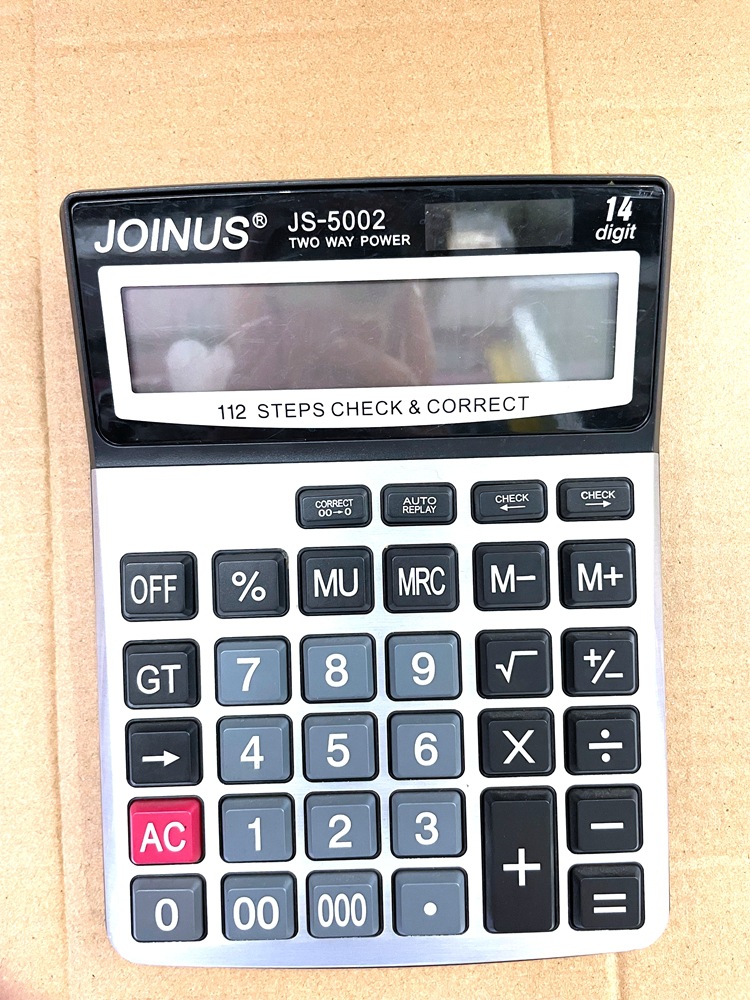 JOINUS® JS-5002
TWO WAY POWER
14
digit
112 STEPS CHECK & CORRECT
CORRECT
00→0
AUTO
REPLAY
CHECK
←
CHECK
→
OFF % MU MRC M− M+
GT 7 8 9 √ +/−
→ 4 5 6 X ÷
AC 1 2 3 + −
0 00 000 . =